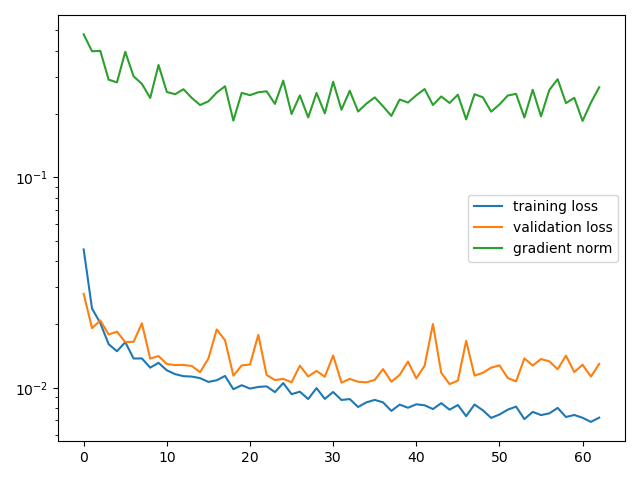 10⁻¹
10⁻²
training loss
validation loss
gradient norm
0 10 20 30 40 50 60